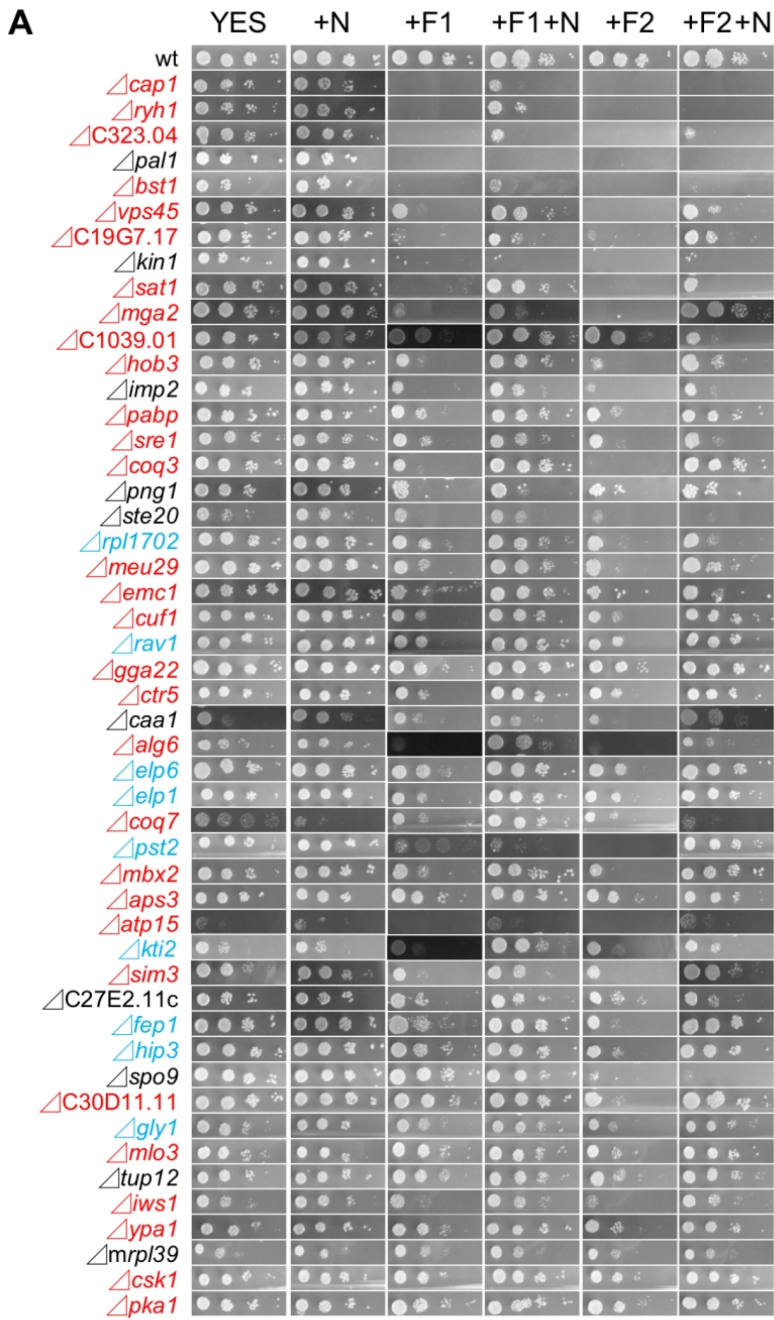 A
YES +N +F1 +F1+N +F2 +F2+N
wt
⊿cap1
⊿ryh1
⊿C323.04
⊿pal1
⊿bst1
⊿vps45
⊿C19G7.17
⊿kin1
⊿sat1
⊿mga2
⊿C1039.01
⊿hob3
⊿imp2
⊿pabp
⊿sre1
⊿coq3
⊿png1
⊿ste20
⊿rpl1702
⊿meu29
⊿emc1
⊿cuf1
⊿rav1
⊿gga22
⊿ctr5
⊿caa1
⊿alg6
⊿elp6
⊿elp1
⊿coq7
⊿pst2
⊿mbx2
⊿aps3
⊿atp15
⊿kti2
⊿sim3
⊿C27E2.11c
⊿fep1
⊿hip3
⊿spo9
⊿C30D11.11
⊿gly1
⊿mlo3
⊿tup12
⊿iws1
⊿ypa1
⊿mrpl39
⊿csk1
⊿pka1